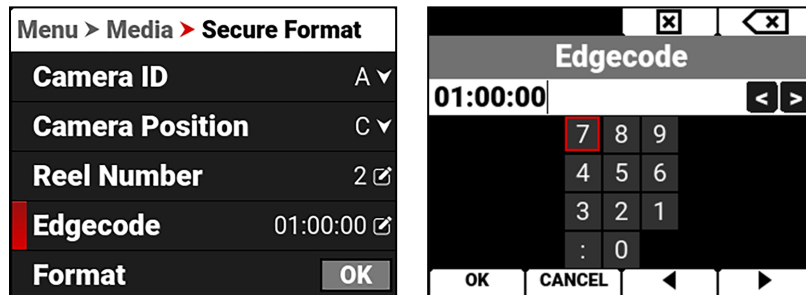 Menu > Media > Secure Format
Camera ID A
Camera Position C
Reel Number 2
Edgecode 01:00:00
Format OK
Edgecode
01:00:00 < >
7 8 9
4 5 6
3 2 1
: 0
OK CANCEL